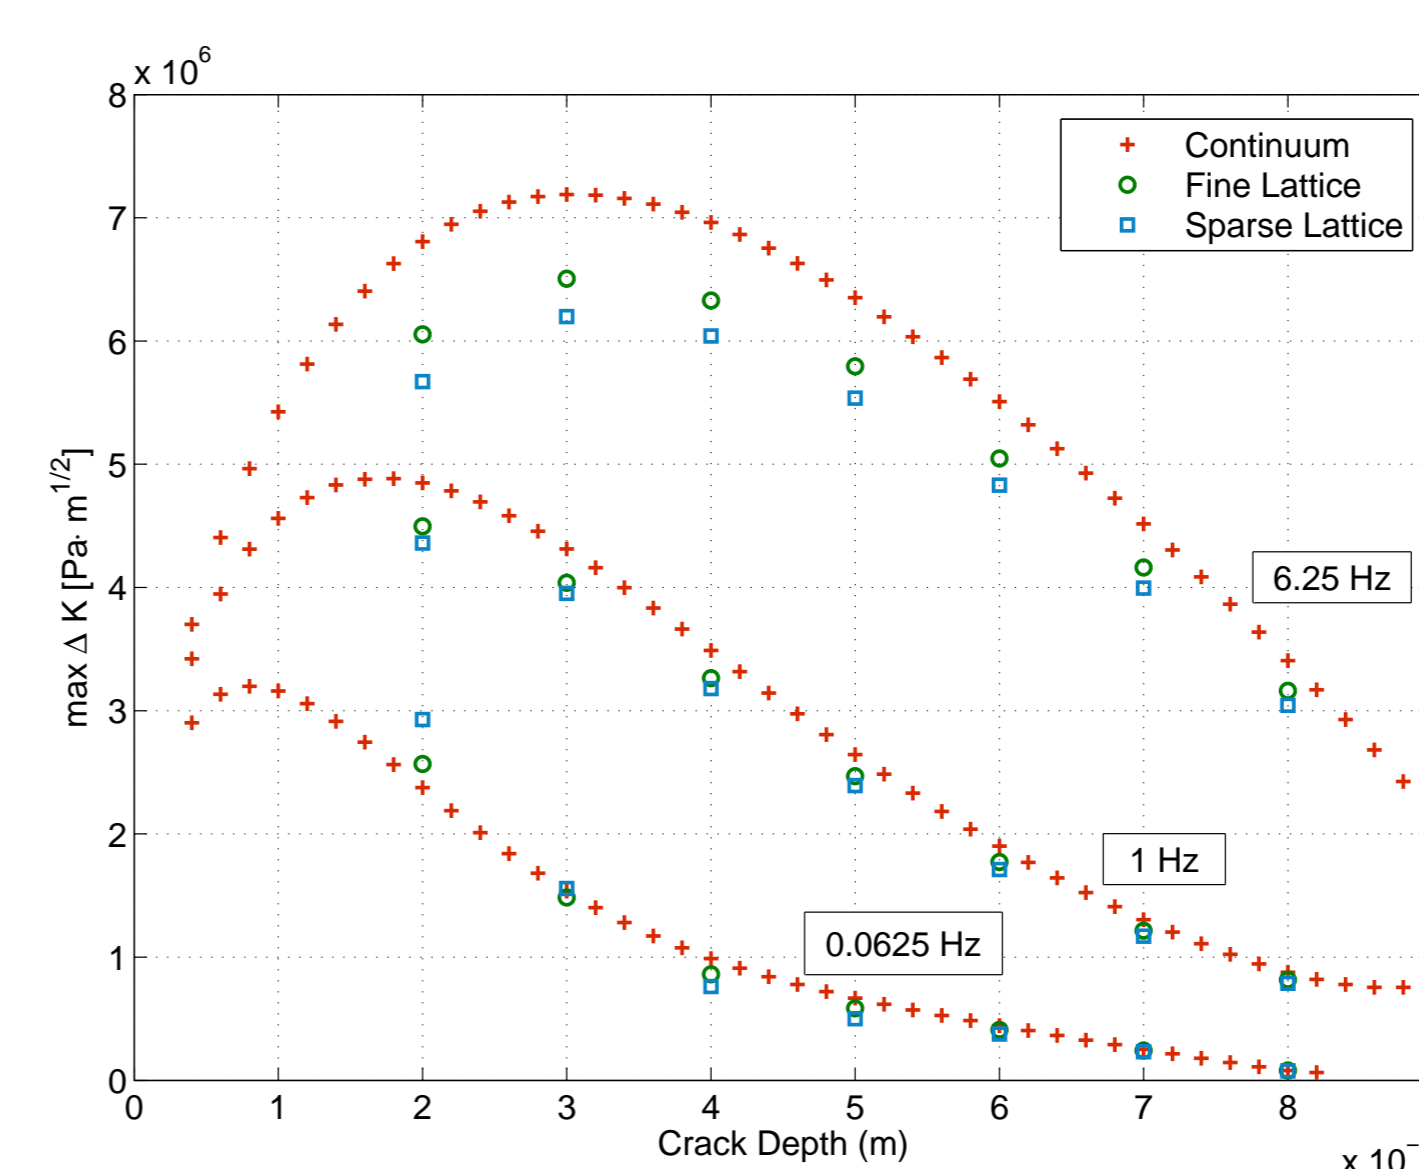 x 10^6
8
7
6
5
4
3
2
1
0
max Δ K [Pa· m^1/2]
Continuum
Fine Lattice
Sparse Lattice
6.25 Hz
1 Hz
0.0625 Hz
0 1 2 3 4 5 6 7 8
Crack Depth (m)
x 10^-